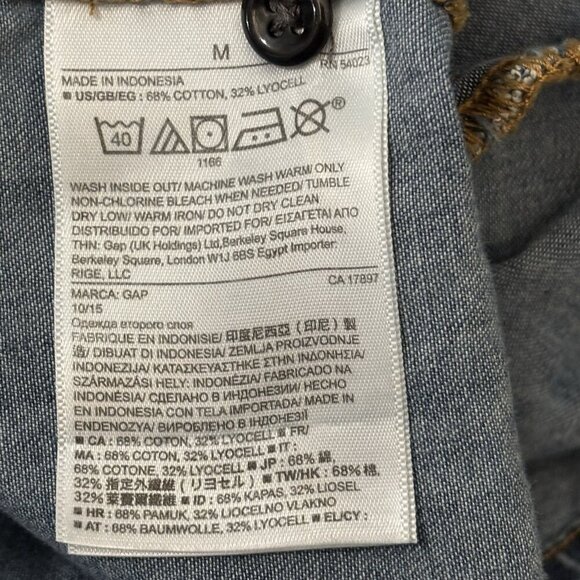 M
RN 54023
MADE IN INDONESIA
■ US/GB/EG : 68% COTTON, 32% LYOCELL
40
®
1166
WASH INSIDE OUT/ MACHINE WASH WARM/ ONLY
NON-CHLORINE BLEACH WHEN NEEDED/ TUMBLE
DRY LOW/ WARM IRON/ DO NOT DRY CLEAN
DISTRIBUIDO POR/ IMPORTED FOR/ ΕΙΣΑΓΕΤΑΙ ΑΠΟ
ΤΗΝ: Gap (UK Holdings) Ltd,Berkeley Square House,
Berkeley Square, London W1J 6BS Egypt Importer:
RIGE, LLC
CA 17897
MARCA: GAP
10/15
Одежда второго слоя
FABRIQUE EN INDONISIE/ 印度尼西亞（印尼）製
造/ DIBUAT DI INDONESIA/ ZEMLJA PROIZVODNJE
INDONEZIJA/ ΚΑΤΑΣΚΕΥΑΣΤΗΚΕ ΣΤΗΝ ΙΝΔΟΝΗΣΙΑ/
SZÁRMAZÁSI HELY: INDONÉZIA/ FABRICADO NA
INDONÉSIA/ СДЕЛАНО В ИНДОНЕЗИИ/ HECHO
EN INDONESIA CON TELA IMPORTADA/ MADE IN
ENDENOZYA/ ВИРОБЛЕНО В ІНДОНЕЗІЇ
■ CA : 68% COTON, 32% LYOCELL ■ FR/
MA : 68% COTON, 32% LYOCELL ■ IT :
68% COTONE, 32% LYOCELL ■ JP : 68% 綿,
32% 指定外繊維（リヨセル）■ TW/HK : 68% 棉,
32% 萊賽爾纖維 ■ ID : 68% KAPAS, 32% LIOSEL
■ HR : 68% PAMUK, 32% LIOCELNO VLAKNO
■ AT : 68% BAUMWOLLE, 32% LYOCELL ■ EL/CY :